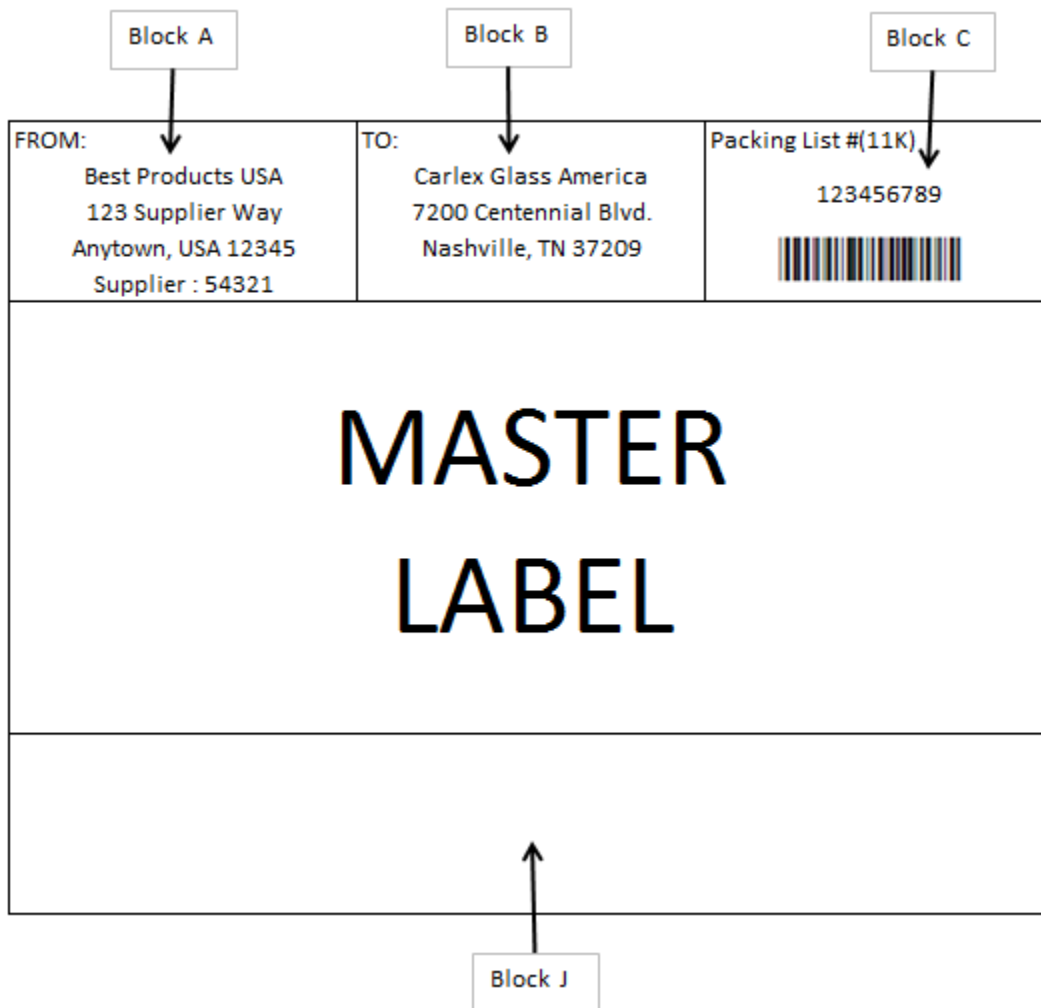 Block A
Block B
Block C
FROM:
Best Products USA
123 Supplier Way
Anytown, USA 12345
Supplier : 54321
TO:
Carlex Glass America
7200 Centennial Blvd.
Nashville, TN 37209
Packing List #(11K)
123456789
MASTER
LABEL
Block J